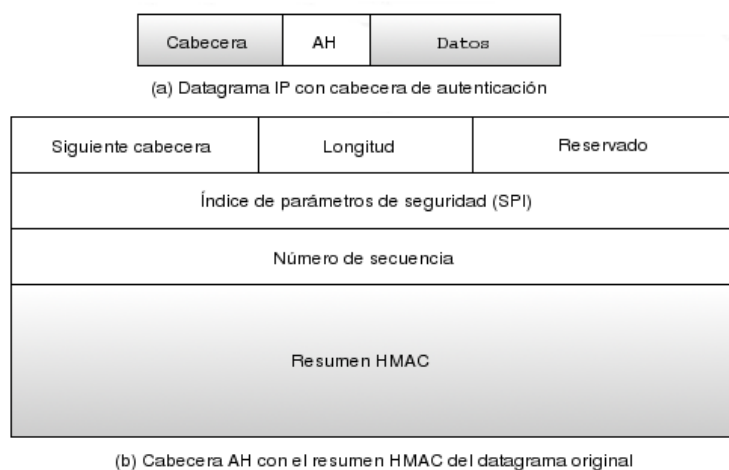 Cabecera AH Datos
(a) Datagrama IP con cabecera de autenticación
Siguiente cabecera Longitud Reservado
Índice de parámetros de seguridad (SPI)
Número de secuencia
Resumen HMAC
(b) Cabecera AH con el resumen HMAC del datagrama original